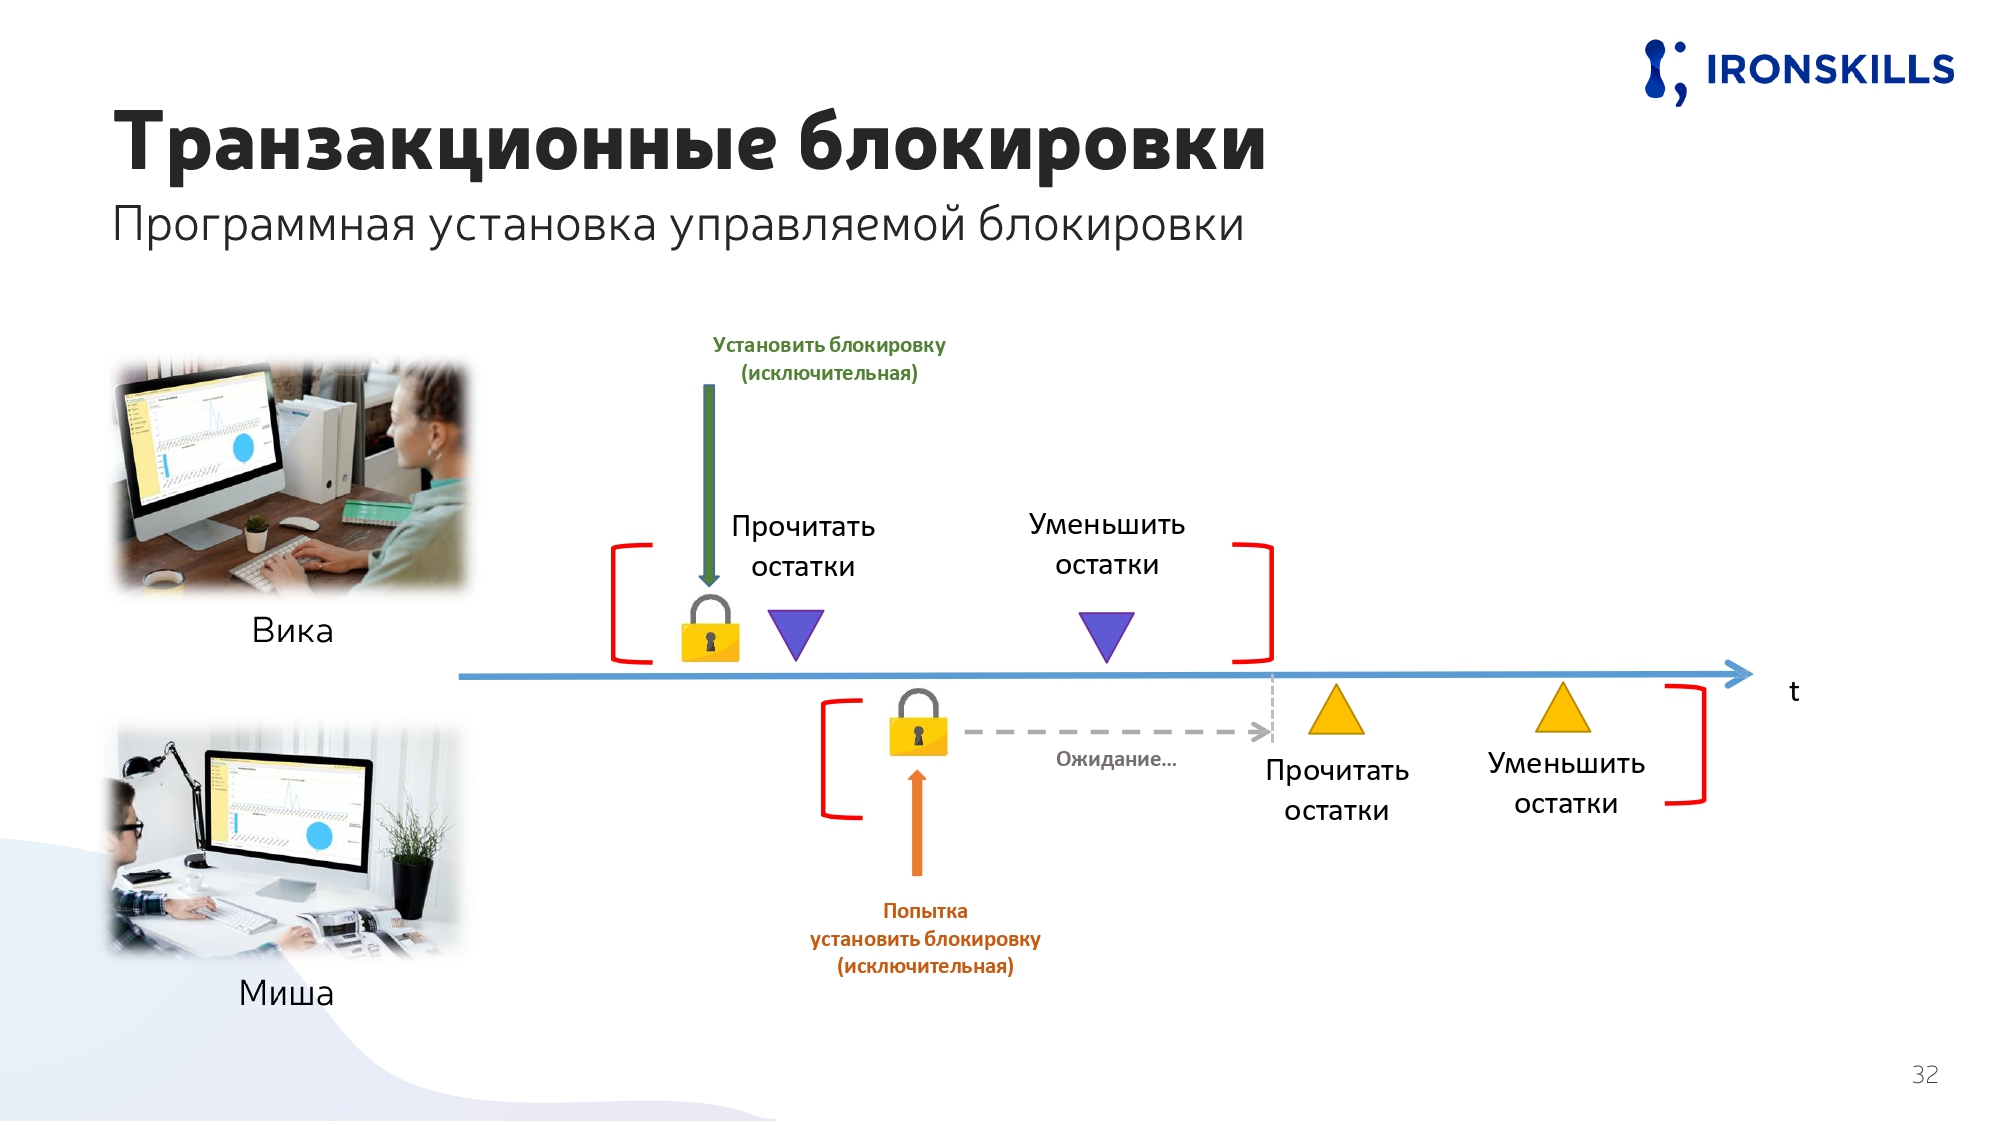 IRONSKILLS
Транзакционные блокировки
Программная установка управляемой блокировки
Установить блокировку
(исключительная)
Прочитать
остатки
Уменьшить
остатки
Вика
t
Ожидание...
Прочитать
остатки
Уменьшить
остатки
Попытка
установить блокировку
(исключительная)
Миша
32